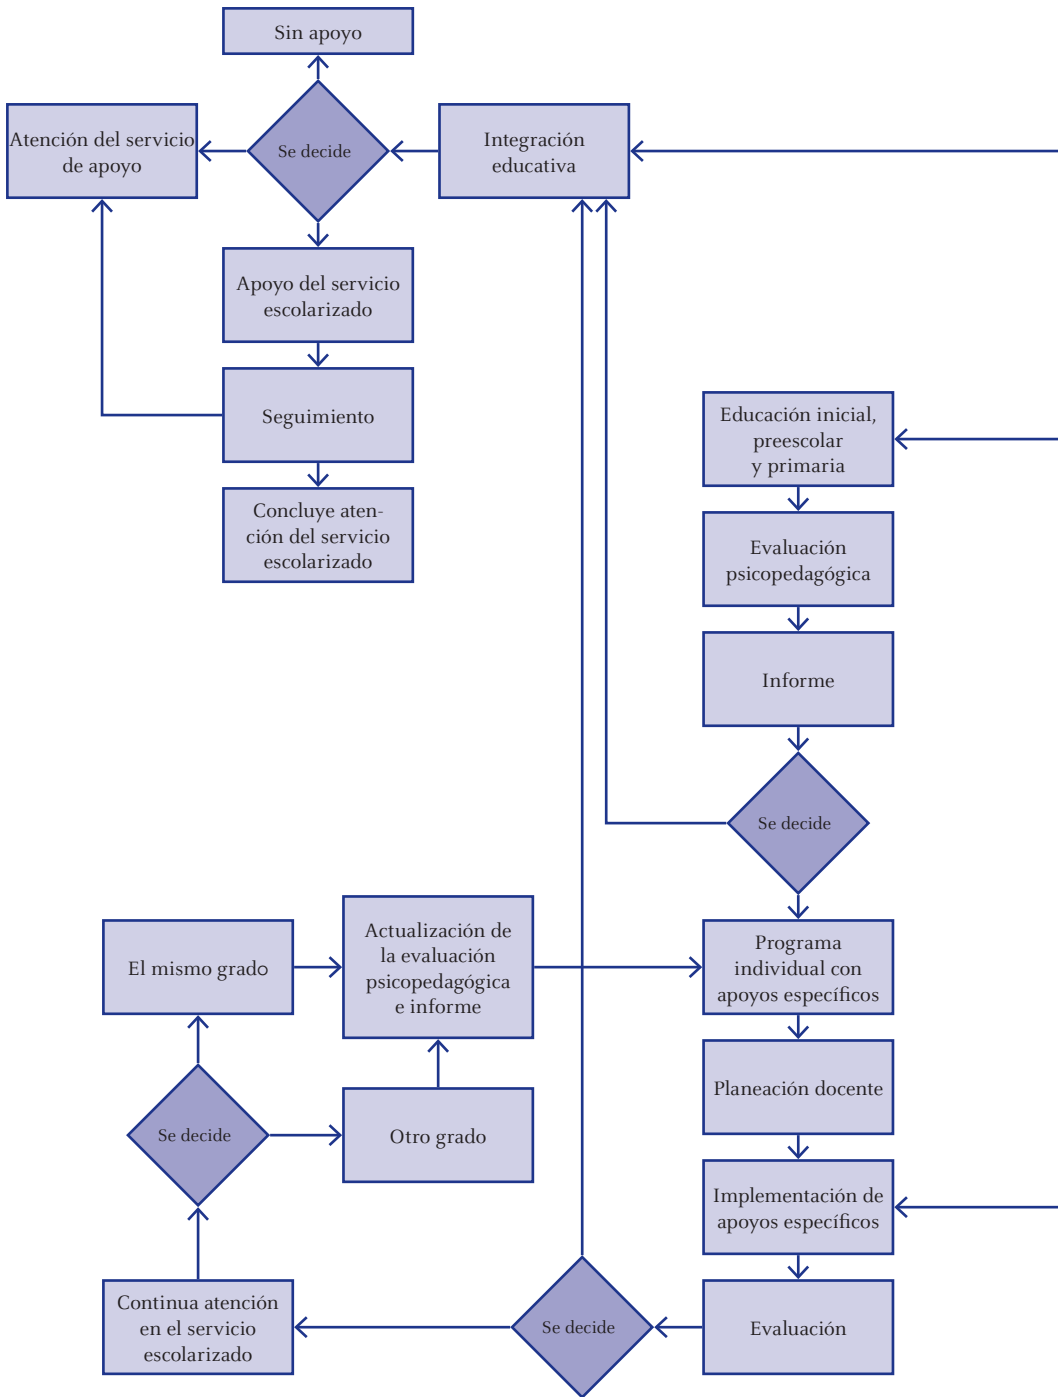 Sin apoyo
Atención del servicio
de apoyo
Se decide
Integración
educativa
Apoyo del servicio
escolarizado
Seguimiento
Concluye aten-
ción del servicio
escolarizado
Educación inicial,
preescolar
y primaria
Evaluación
psicopedagógica
Informe
Se decide
El mismo grado
Actualización de
la evaluación
psicopedagógica
e informe
Programa
individual con
apoyos específicos
Se decide
Otro grado
Planeación docente
Implementación de
apoyos específicos
Continua atención
en el servicio
escolarizado
Se decide
Evaluación